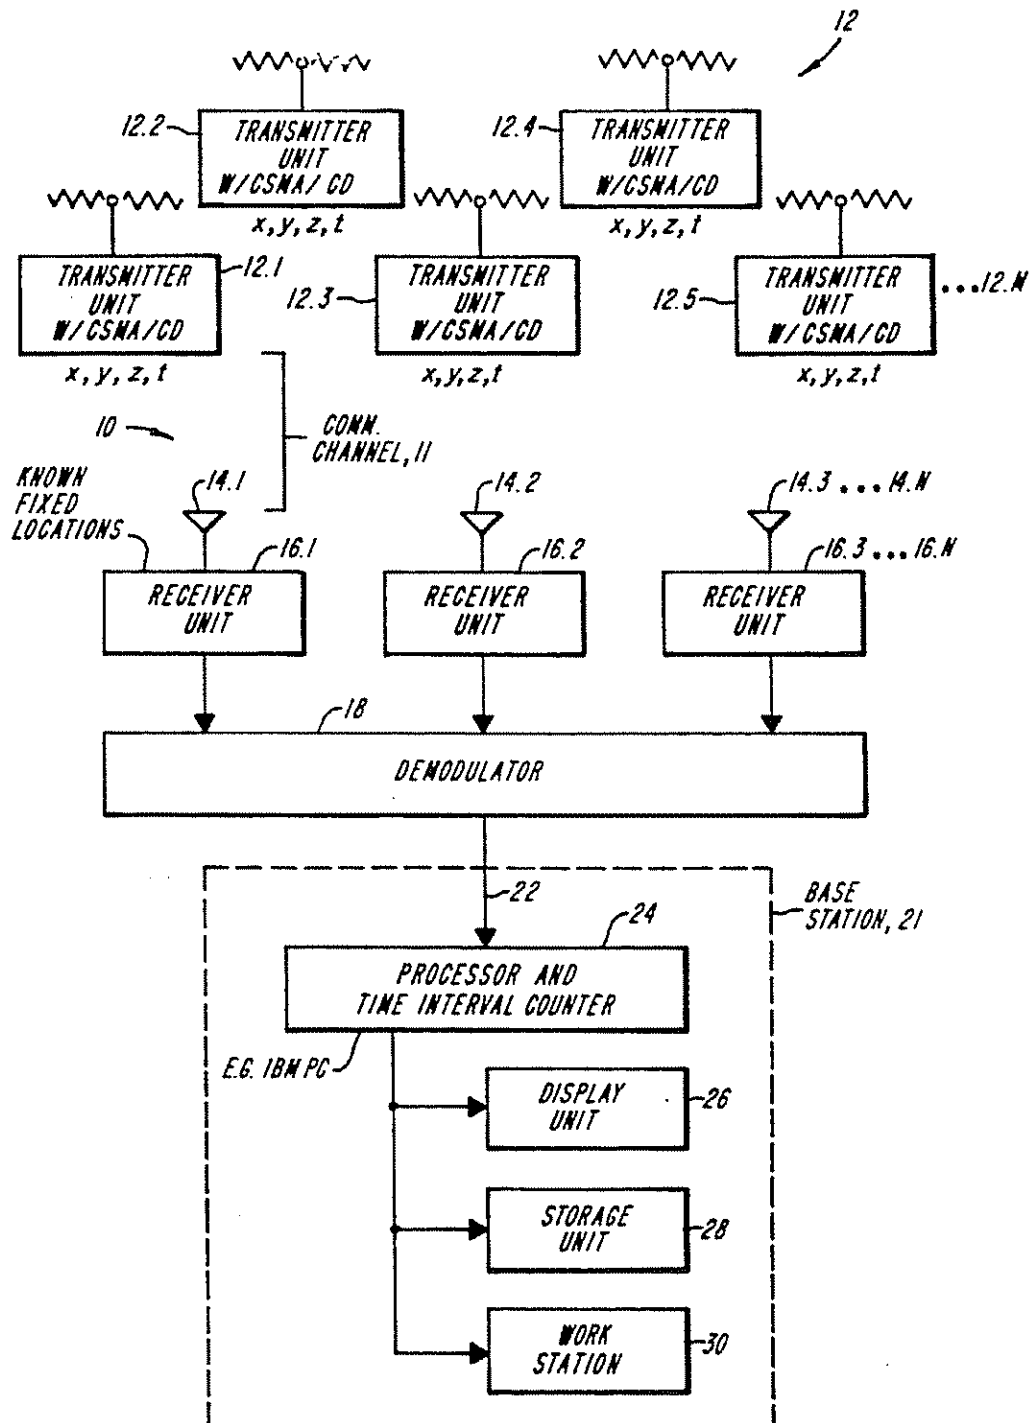 12
12.2
TRANSMITTER
UNIT
W/CSMA/CD
x, y, z, t
12.4
TRANSMITTER
UNIT
W/CSMA/CD
x, y, z, t
TRANSMITTER
UNIT
W/CSMA/CD
12.1
x, y, z, t
12.3
TRANSMITTER
UNIT
W/CSMA/CD
x, y, z, t
12.5
TRANSMITTER
UNIT
W/CSMA/CD
...12.N
x, y, z, t
10
COMM.
CHANNEL, 11
KNOWN
FIXED
LOCATIONS
14.1
14.2
14.3 ... 14.N
16.1
RECEIVER
UNIT
16.2
RECEIVER
UNIT
16.3 ... 16.N
RECEIVER
UNIT
18
DEMODULATOR
22
BASE
STATION, 21
24
PROCESSOR AND
TIME INTERVAL COUNTER
E.G. IBM PC
DISPLAY
UNIT
26
STORAGE
UNIT
28
WORK
STATION
30